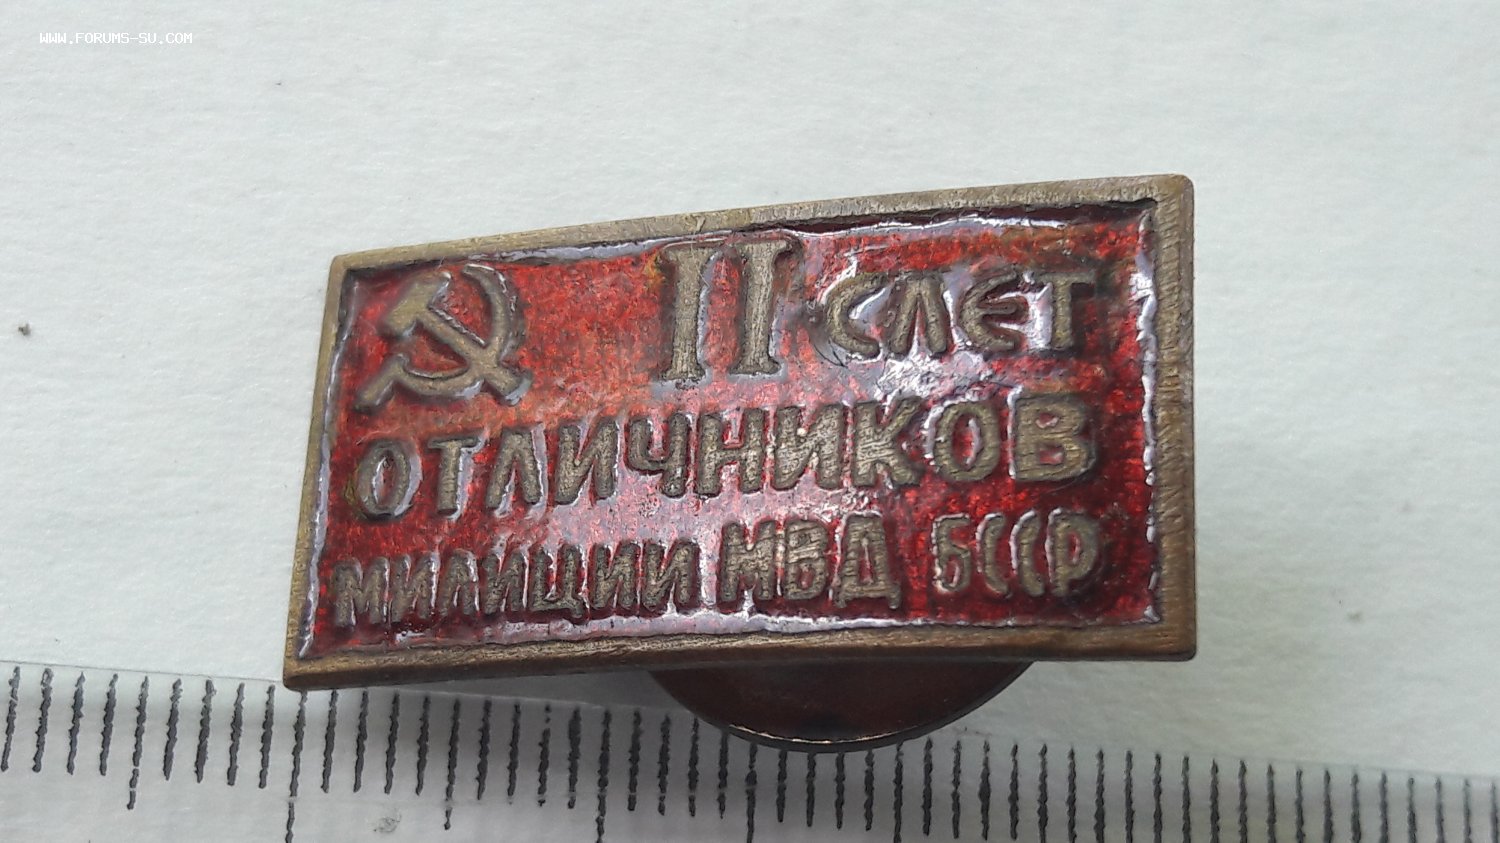 WWW.FORUMS-SU.COM
II СЛЕТ
ОТЛИЧНИКОВ
МИЛИЦИИ МВД БССР